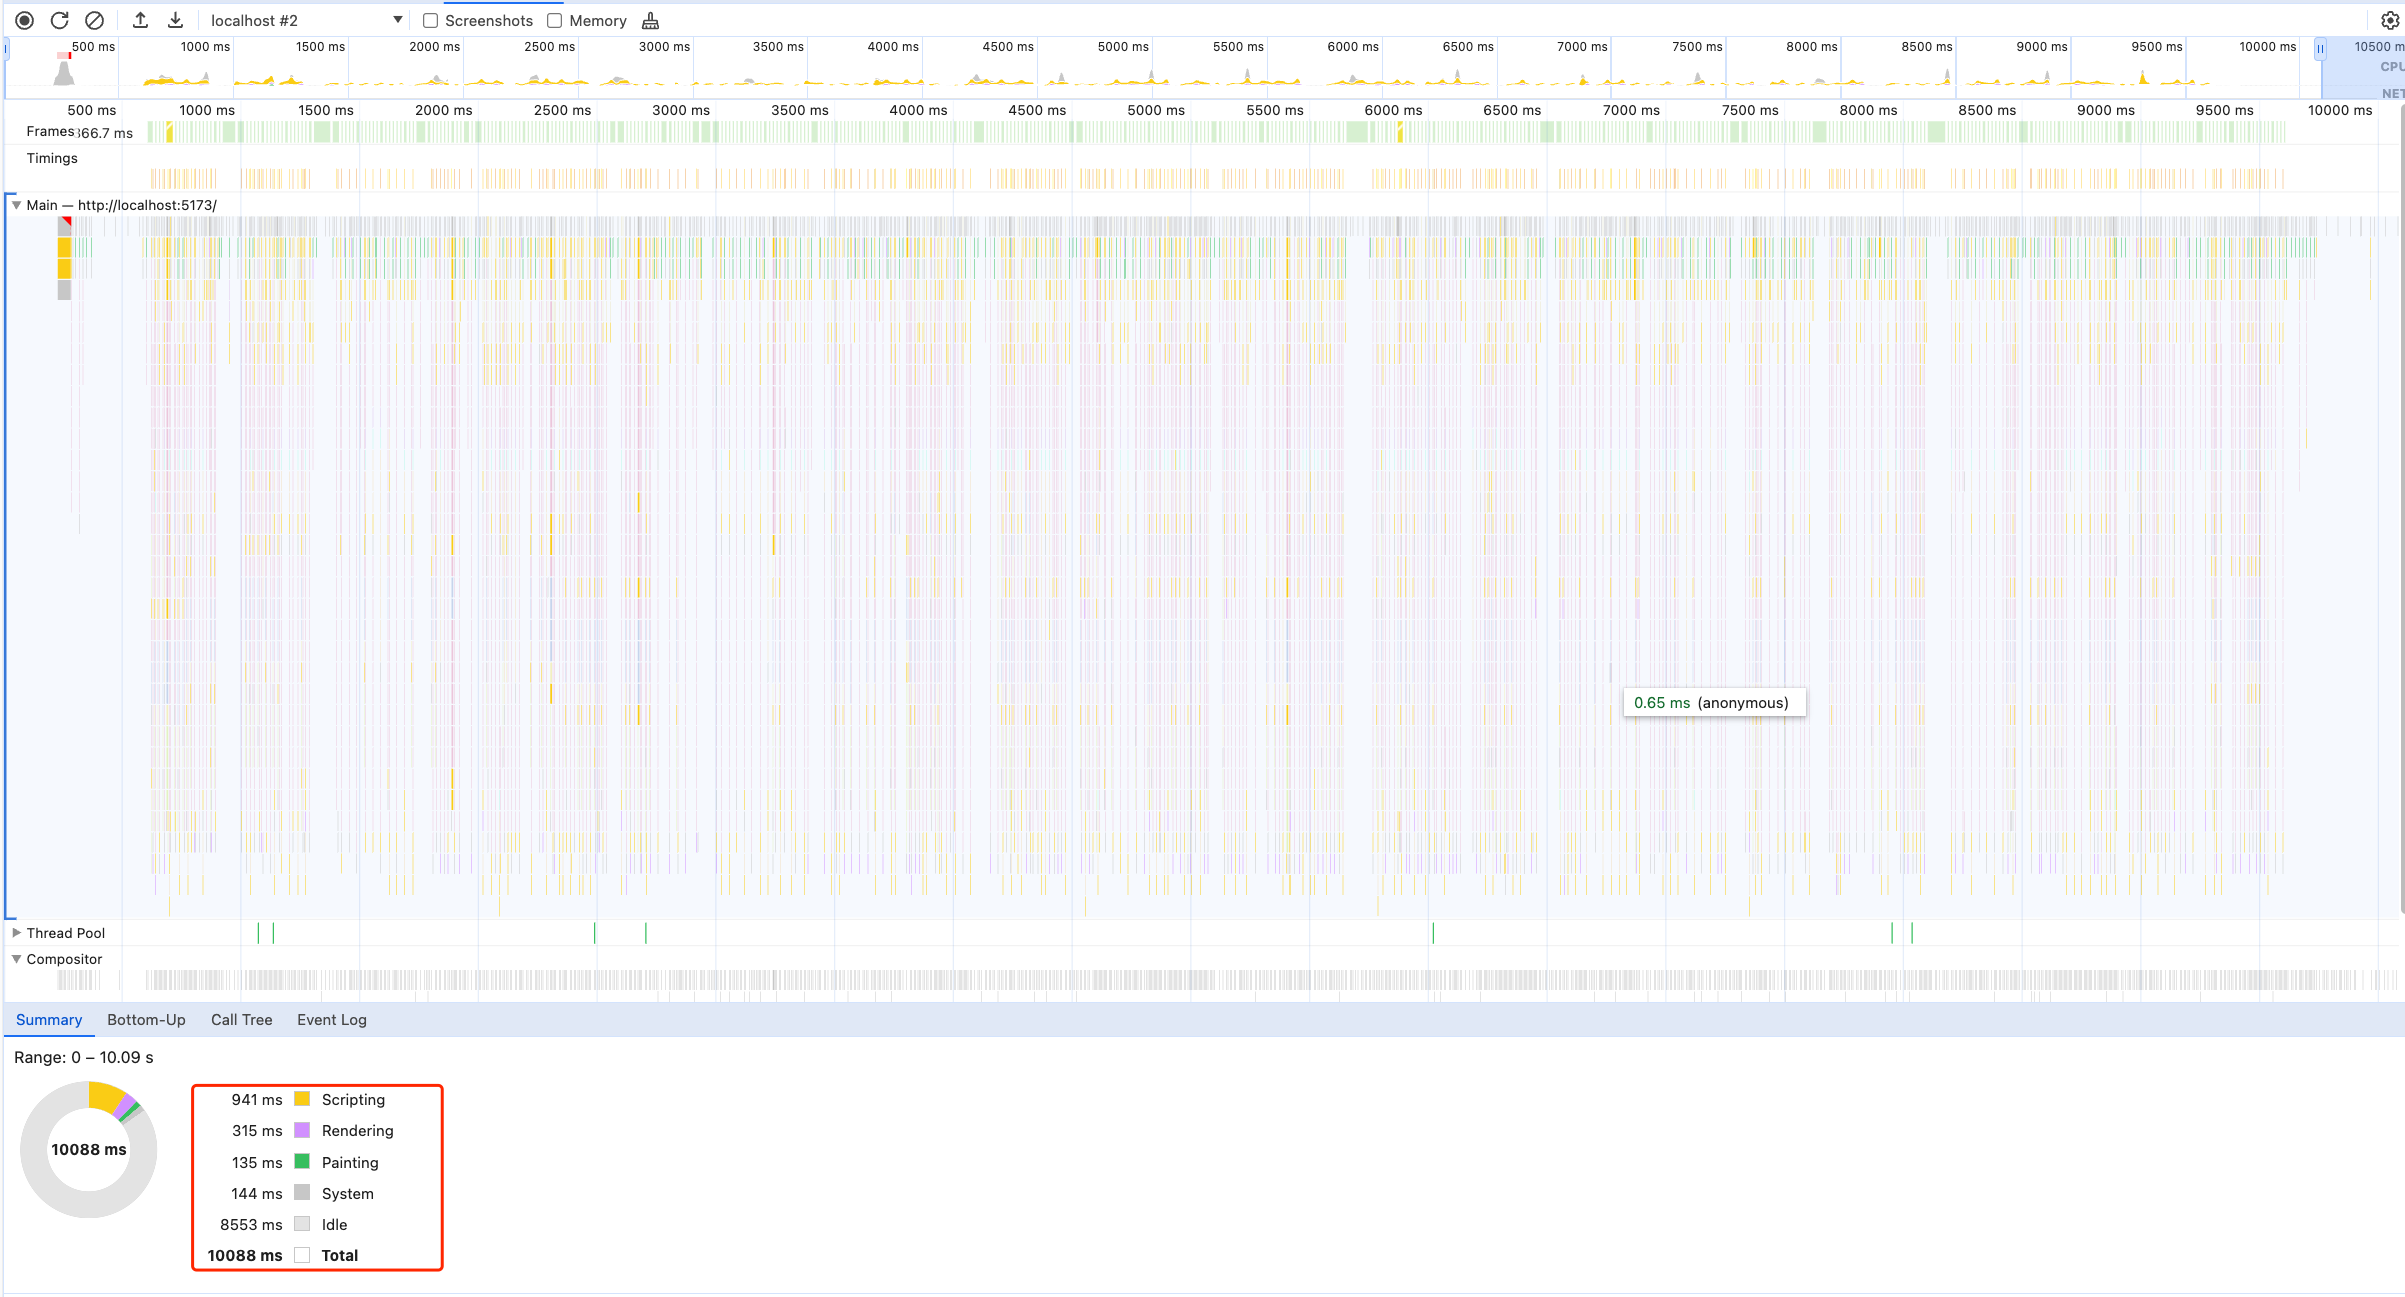 localhost #2 Screenshots Memory
500 ms 1000 ms 1500 ms 2000 ms 2500 ms 3000 ms 3500 ms 4000 ms 4500 ms 5000 ms 5500 ms 6000 ms 6500 ms 7000 ms 7500 ms 8000 ms 8500 ms 9000 ms 9500 ms 10000 ms 10500 m
CPU
NET
500 ms 1000 ms 1500 ms 2000 ms 2500 ms 3000 ms 3500 ms 4000 ms 4500 ms 5000 ms 5500 ms 6000 ms 6500 ms 7000 ms 7500 ms 8000 ms 8500 ms 9000 ms 9500 ms 10000 ms
Frames 366.7 ms
Timings
Main — http://localhost:5173/
0.65 ms (anonymous)
Thread Pool
Compositor
Summary Bottom-Up Call Tree Event Log
Range: 0 – 10.09 s
941 ms Scripting
315 ms Rendering
135 ms Painting
144 ms System
8553 ms Idle
10088 ms Total
10088 ms